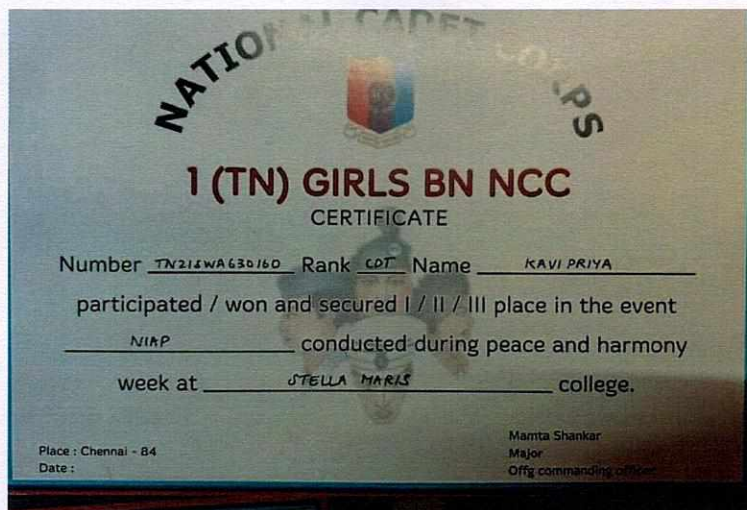 NATIONAL CADET CORPS
1 (TN) GIRLS BN NCC
CERTIFICATE
Number TN21SWA630160 Rank CDT Name KAVI PRIYA
participated / won and secured I / II / III place in the event
NIAP conducted during peace and harmony
week at STELLA MARIS college.
Place : Chennai - 84
Date :
Mamta Shankar
Major
Offg commanding officer